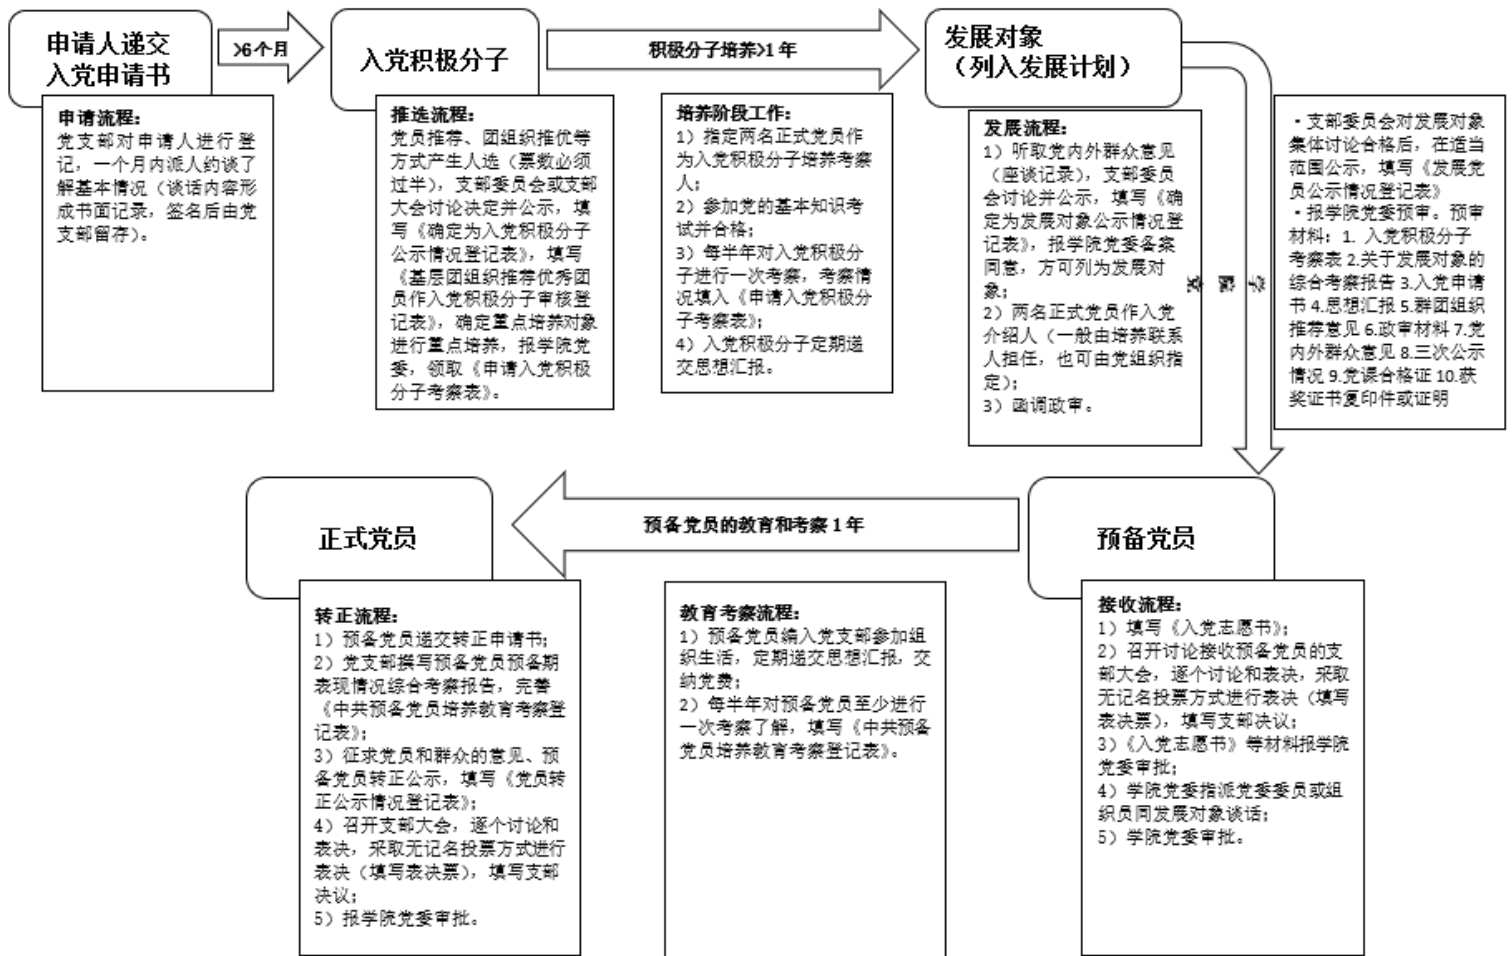 申请人递交
入党申请书
>6个月
入党积极分子
积极分子培养>1年
发展对象
（列入发展计划）
申请流程：
党支部对申请人进行登
记，一个月内派人约谈了
解基本情况（谈话内容形
成书面记录，签名后由党
支部留存）。
推选流程：
党员推荐、团组织推优等
方式产生人选（票数必须
过半），支部委员会或支部
大会讨论决定并公示，填
写《确定为入党积极分子
公示情况登记表》，填写
《基层团组织推荐优秀团
员作入党积极分子审核登
记表》，确定重点培养对象
进行重点培养，报学院党
委，领取《申请入党积极
分子考察表》。
培养阶段工作：
1）指定两名正式党员作
为入党积极分子培养考察
人；
2）参加党的基本知识考
试并合格；
3）每半年对入党积极分
子进行一次考察，考察情
况填入《申请入党积极分
子考察表》；
4）入党积极分子定期递
交思想汇报。
发展流程：
1）听取党内外群众意见
（座谈记录），支部委员
会讨论并公示，填写《确
定为发展对象公示情况登
记表》，报学院党委备案
同意，方可列为发展对
象；
2）两名正式党员作入党
介绍人（一般由培养联系
人担任，也可由党组织指
定）；
3）函调政审。
·支部委员会对发展对象
集体讨论合格后，在适当
范围公示，填写《发展党
员公示情况登记表》
·报学院党委预审。预审
材料：1. 入党积极分子
考察表 2.关于发展对象的
综合考察报告 3.入党申请
书 4.思想汇报 5.群团组织
推荐意见 6.政审材料 7.党
内外群众意见 8.三次公示
情况 9.党课合格证 10.获
奖证书复印件或证明
正式党员
预备党员的教育和考察1年
预备党员
转正流程：
1）预备党员递交转正申请书；
2）党支部撰写预备党员预备期
表现情况综合考察报告，完善
《中共预备党员培养教育考察登
记表》；
3）征求党员和群众的意见、预
备党员转正公示，填写《党员转
正公示情况登记表》；
4）召开支部大会，逐个讨论和
表决，采取无记名投票方式进行
表决（填写表决票），填写支部
决议；
5）报学院党委审批。
教育考察流程：
1）预备党员编入党支部参加组
织生活，定期递交思想汇报，交
纳党费；
2）每半年对预备党员至少进行
一次考察了解，填写《中共预备
党员培养教育考察登记表》。
接收流程：
1）填写《入党志愿书》；
2）召开讨论接收预备党员的支
部大会，逐个讨论和表决，采取
无记名投票方式进行表决（填写
表决票），填写支部决议；
3）《入党志愿书》等材料报学院
党委审批；
4）学院党委指派党委委员或组
织员同发展对象谈话；
5）学院党委审批。